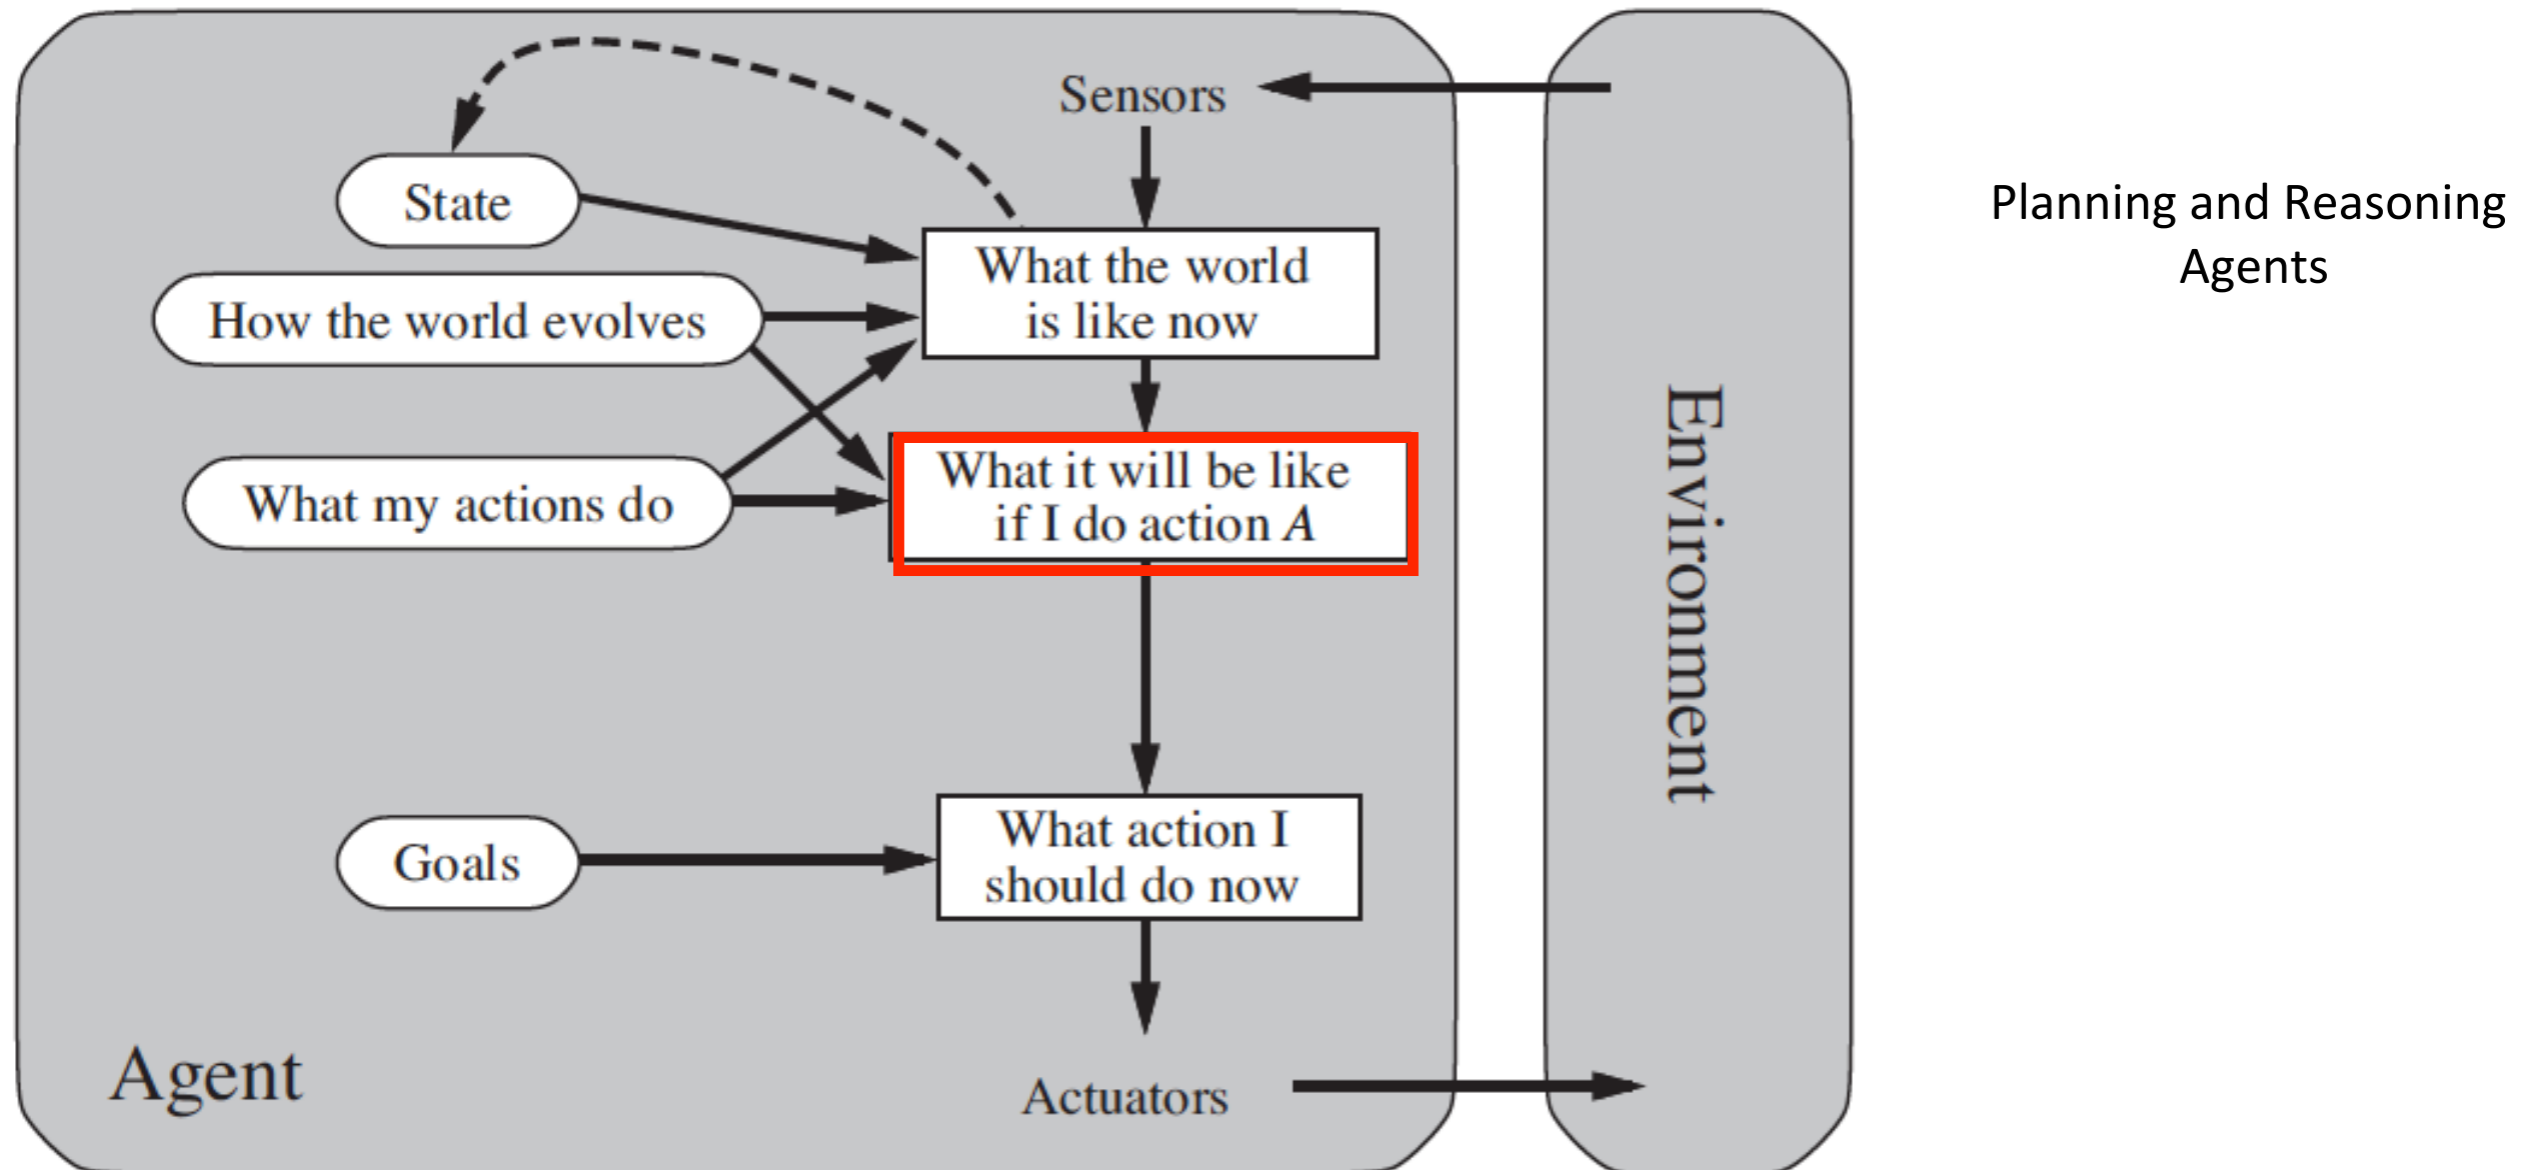 Sensors
State
What the world
is like now
How the world evolves
What it will be like
if I do action A
What my actions do
Goals
What action I
should do now
Agent
Actuators
Environment
Planning and Reasoning
Agents